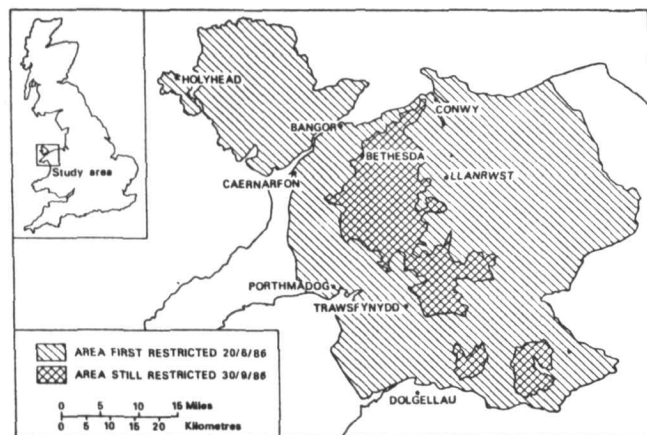 HOLYHEAD
CONWY
BANGOR
BETHESDA
LLANRWST
Study area
CAERNARFON
PORTHMADOG
TRAWSFYNYDD
AREA FIRST RESTRICTED 20/6/86
AREA STILL RESTRICTED 30/9/86
0 5 10 15 Miles
0 5 10 15 20 Kilometres
DOLGELLAU